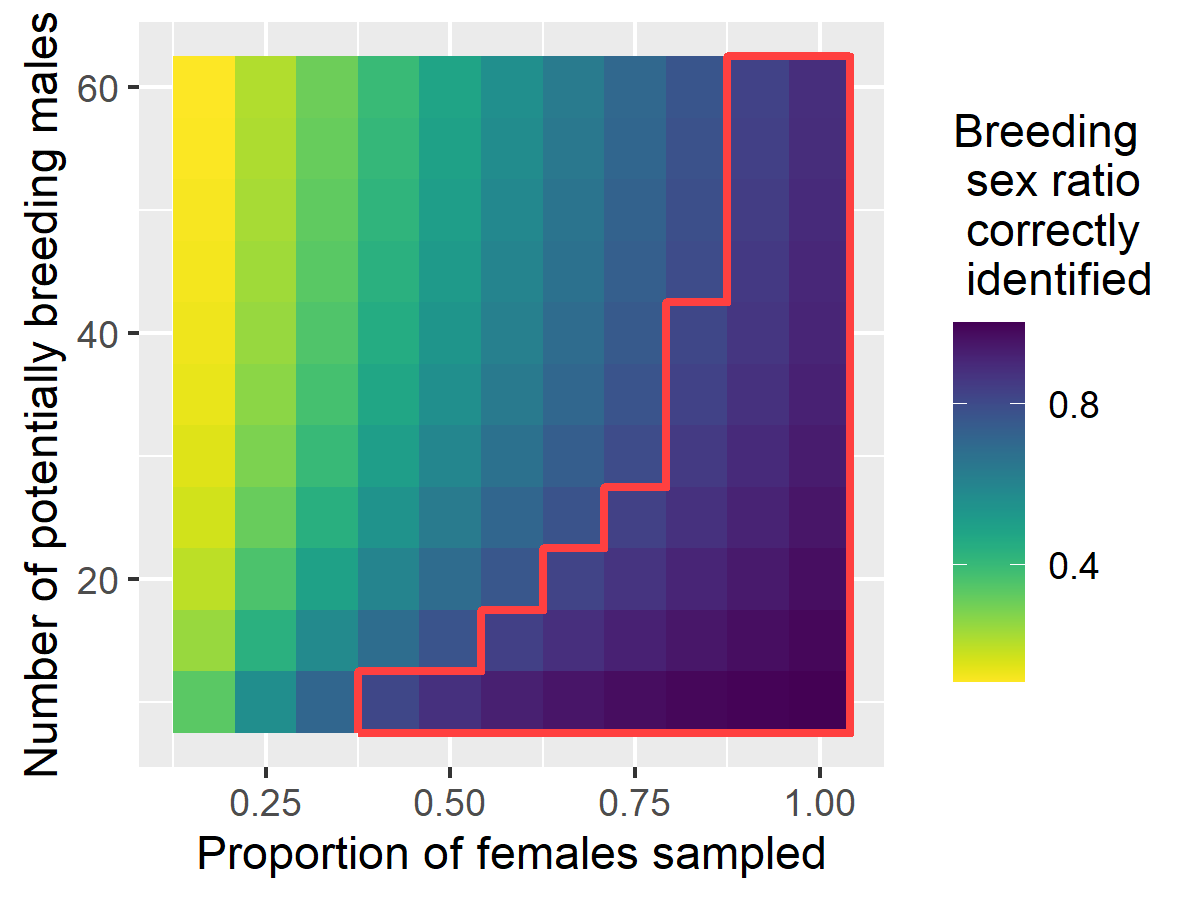 Number of potentially breeding males
60
40
20
0.25
0.50
0.75
1.00
Proportion of females sampled
Breeding
sex ratio
correctly
identified
0.8
0.4